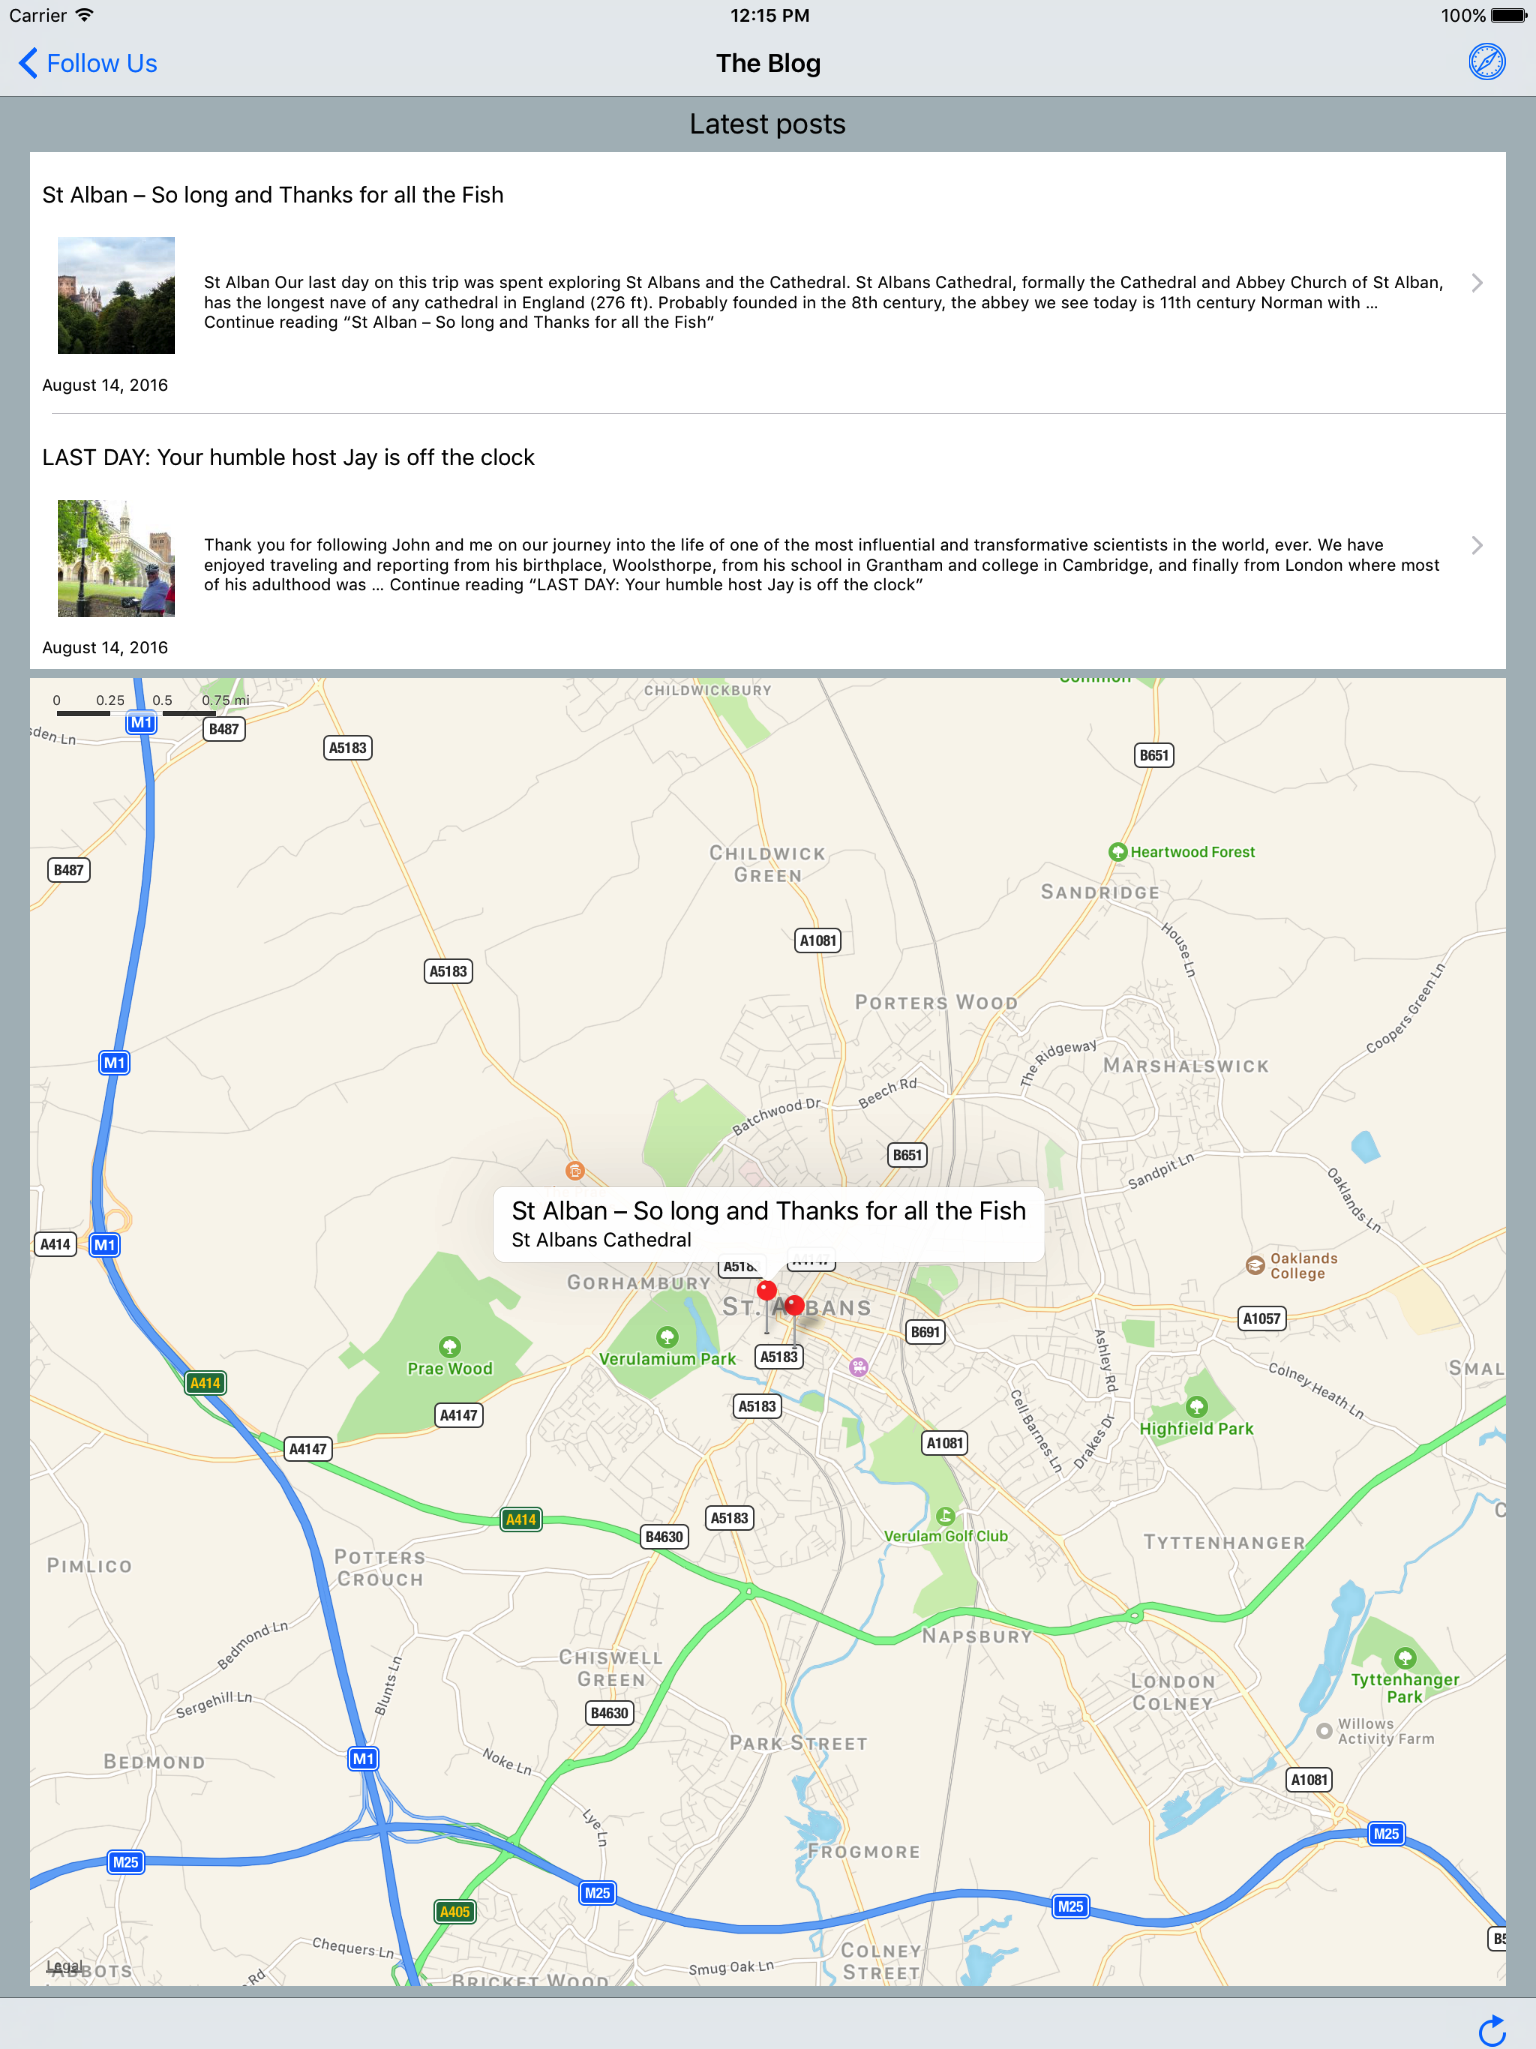 Carrier 12:15 PM 100%
Follow Us The Blog
Latest posts
St Alban – So long and Thanks for all the Fish
St Alban Our last day on this trip was spent exploring St Albans and the Cathedral. St Albans Cathedral, formally the Cathedral and Abbey Church of St Alban,
has the longest nave of any cathedral in England (276 ft). Probably founded in the 8th century, the abbey we see today is 11th century Norman with ...
Continue reading “St Alban – So long and Thanks for all the Fish”
August 14, 2016
LAST DAY: Your humble host Jay is off the clock
Thank you for following John and me on our journey into the life of one of the most influential and transformative scientists in the world, ever. We have
enjoyed traveling and reporting from his birthplace, Woolsthorpe, from his school in Grantham and college in Cambridge, and finally from London where most
of his adulthood was ... Continue reading “LAST DAY: Your humble host Jay is off the clock”
August 14, 2016
CHILDWICKBURY
0 0.25 0.5 0.75 mi
M1
B487
sden Ln
A5183
B651
CHILDWICK
GREEN
Heartwood Forest
B487
SANDRIDGE
A1081
House Ln
A5183
PORTERS WOOD
Coopers Green Ln
M1
The Ridgeway
MARSHALSWICK
Beech Rd
Batchwood Dr
B651
Sandpit Ln
Oaklands Ln
St Alban – So long and Thanks for all the Fish
St Albans Cathedral
A414
M1
Oaklands
College
GORHAMBURY
ST. ALBANS
A1057
B691
Prae Wood
Verulamium Park
A5183
Ashley Rd
SMAL
A414
Colney Heath Ln
A4147
A5183
Cell Barnes Ln
Drakes Dr
Highfield Park
A4147
A1081
A414
A5183
B4630
Verulam Golf Club
TYTTENHANGER
PIMLICO
POTTERS
CROUCH
Bedmond Ln
NAPSBURY
CHISWELL
GREEN
Blunts Ln
LONDON
COLNEY
Tyttenhanger
Park
Sergehill Ln
B4630
Willows
Activity Farm
PARK STREET
BEDMOND
M1
Noke Ln
A1081
Lye Ln
M25
FROGMORE
M25
M25
M25
A405
Chequers Ln
COLNEY
STREET
Smug Oak Ln
Legal
ABBOTS
Rd
BRICKET WOOD